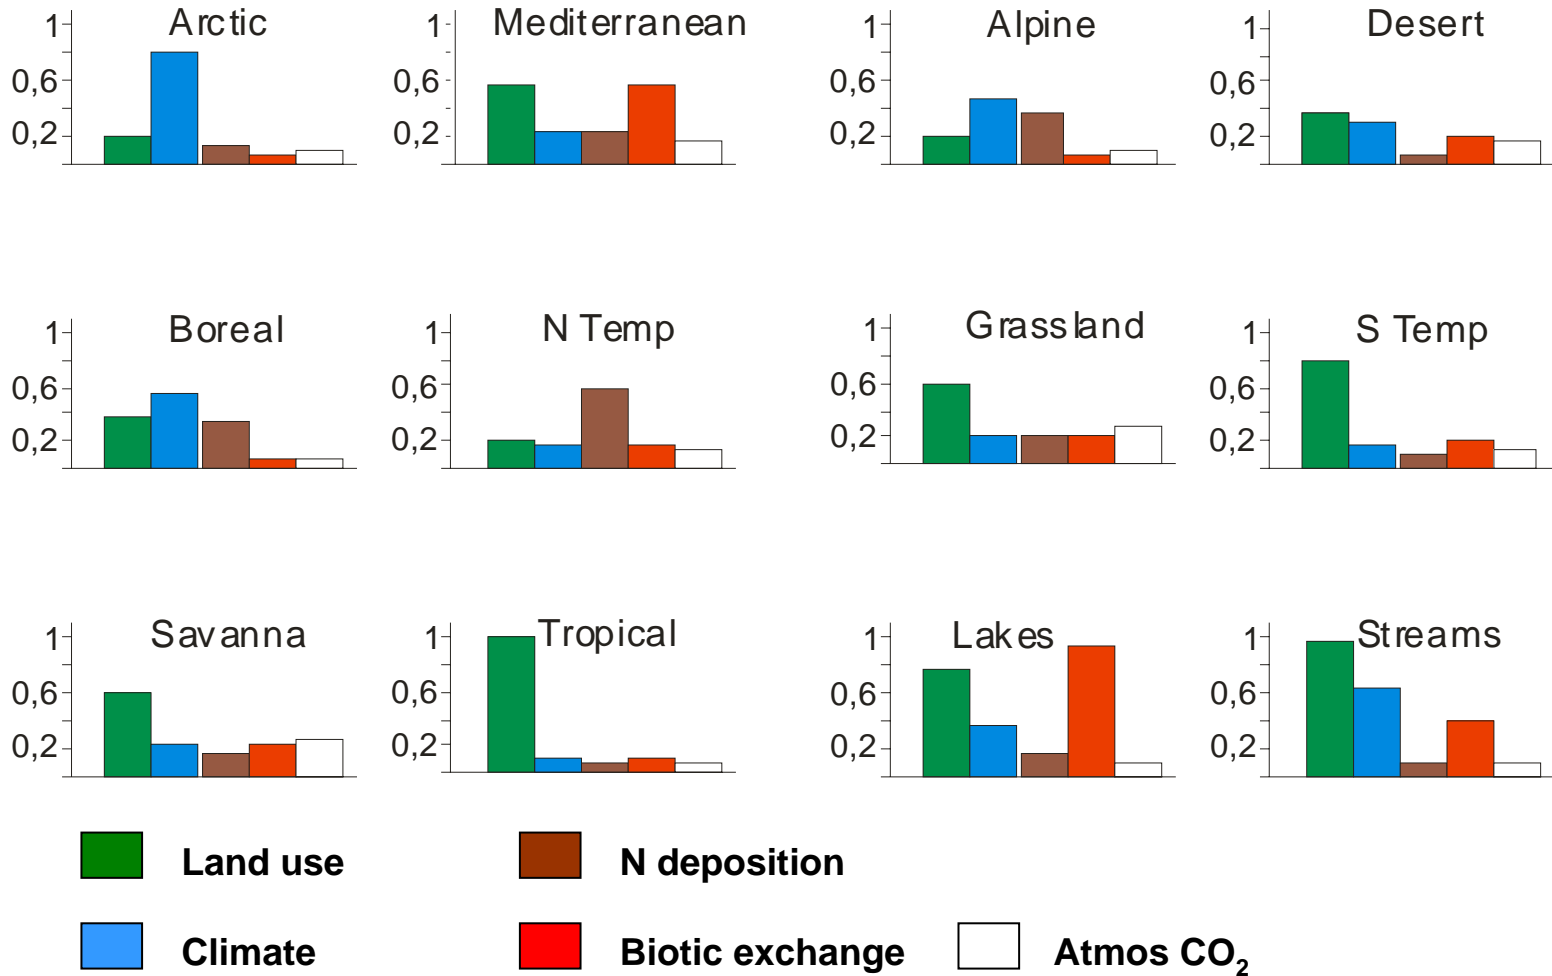 Arctic
1
0,6
0,2
Mediterranean
1
0,6
0,2
Alpine
1
0,6
0,2
Desert
1
0,6
0,2
Boreal
1
0,6
0,2
N Temp
1
0,6
0,2
Grassland
1
0,6
0,2
S Temp
1
0,6
0,2
Savanna
1
0,6
0,2
Tropical
1
0,6
0,2
Lakes
1
0,6
0,2
Streams
1
0,6
0,2
Land use
N deposition
Climate
Biotic exchange
Atmos CO₂